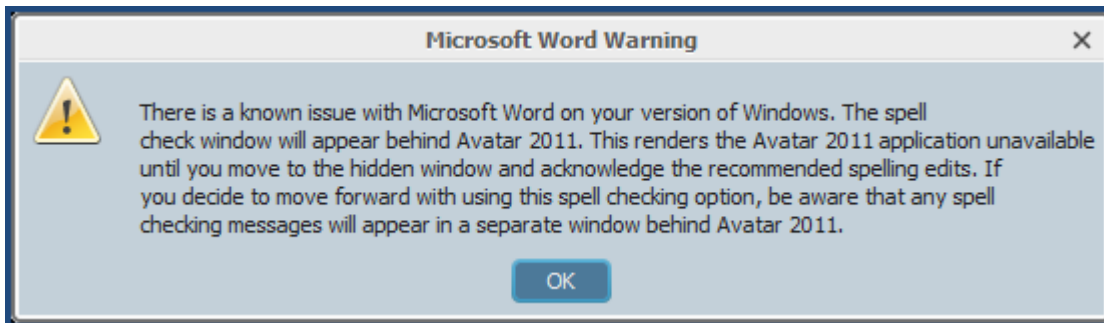 Microsoft Word Warning
There is a known issue with Microsoft Word on your version of Windows. The spell
check window will appear behind Avatar 2011. This renders the Avatar 2011 application unavailable
until you move to the hidden window and acknowledge the recommended spelling edits. If
you decide to move forward with using this spell checking option, be aware that any spell
checking messages will appear in a separate window behind Avatar 2011.
OK